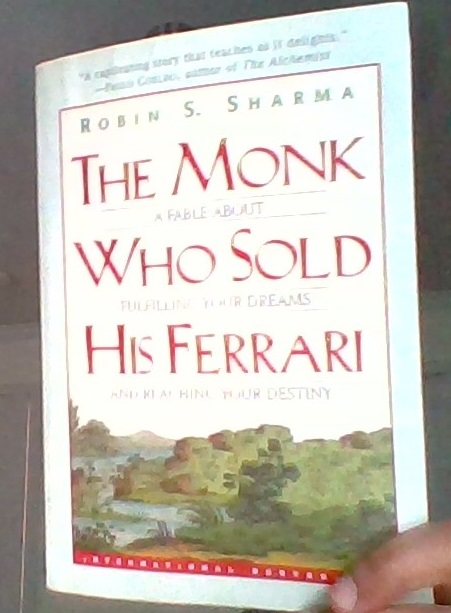 "A captivating story that teaches as it delights."
—Paulo Coelho, author of The Alchemist
ROBIN S. SHARMA
THE MONK
A FABLE ABOUT
WHO SOLD
FULFILLING YOUR DREAMS
HIS FERRARI
AND REACHING YOUR DESTINY
INTERNATIONAL